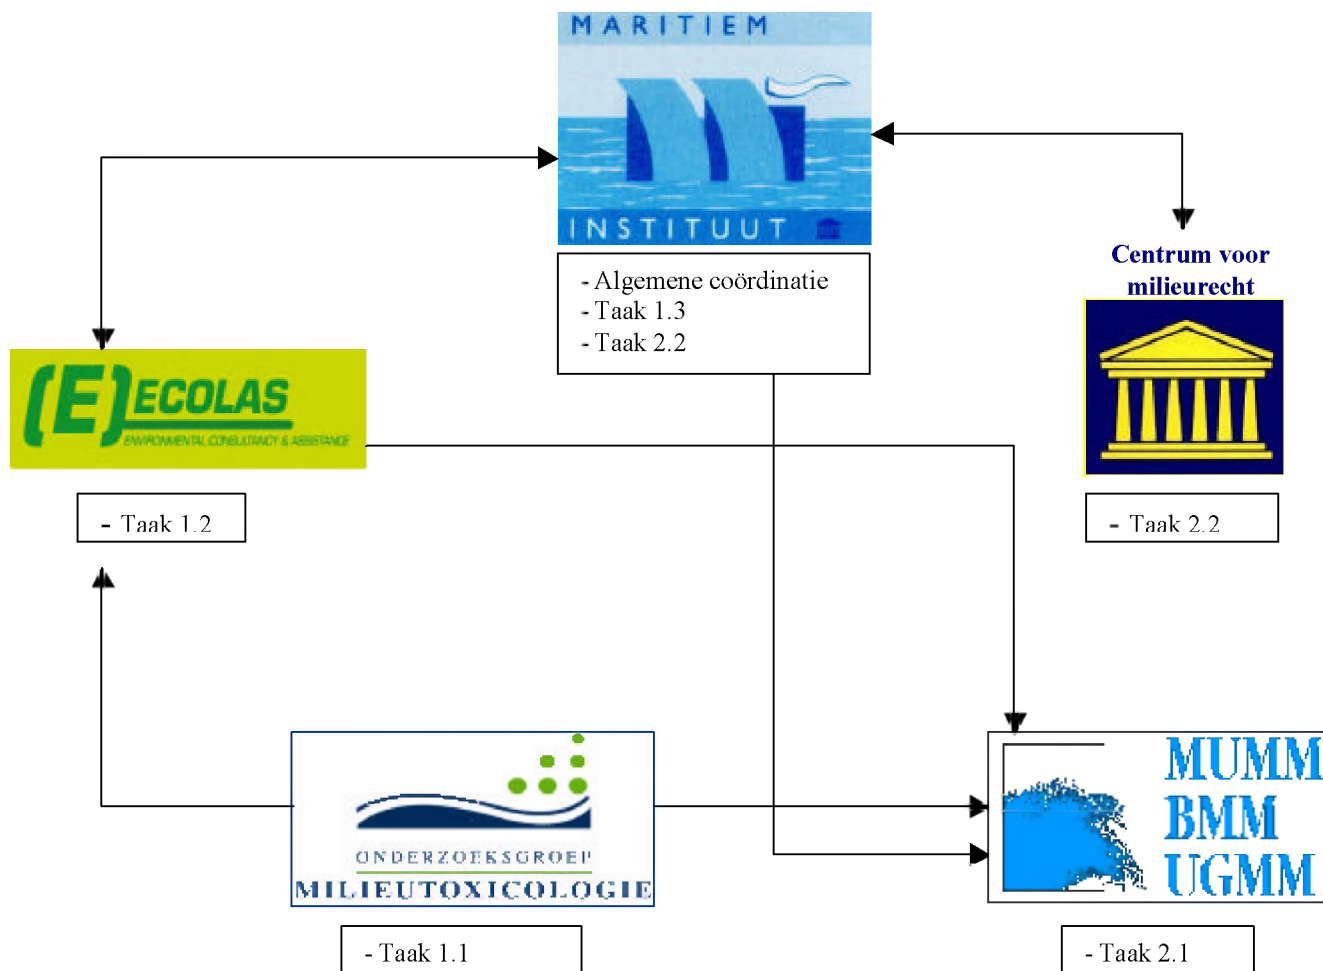 MARITIEM
INSTITUUT
- Algemene coördinatie
- Taak 1.3
- Taak 2.2
Centrum voor
milieurecht
(E) ECOLAS
ENVIRONMENTAL CONSULTANCY & ASSISTANCE
- Taak 1.2
- Taak 2.2
ONDERZOEKSGROEP
MILIEUTOXICOLOGIE
MUMM
BMM
UGMM
- Taak 1.1
- Taak 2.1